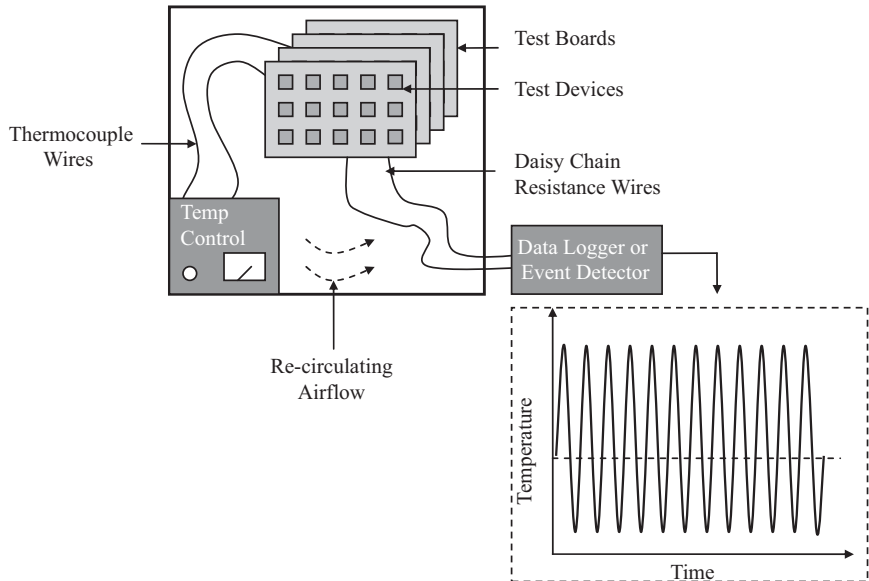 Test Boards
Test Devices
Thermocouple
Wires
Daisy Chain
Resistance Wires
Temp
Control
Data Logger or
Event Detector
Re-circulating
Airflow
Temperature
Time